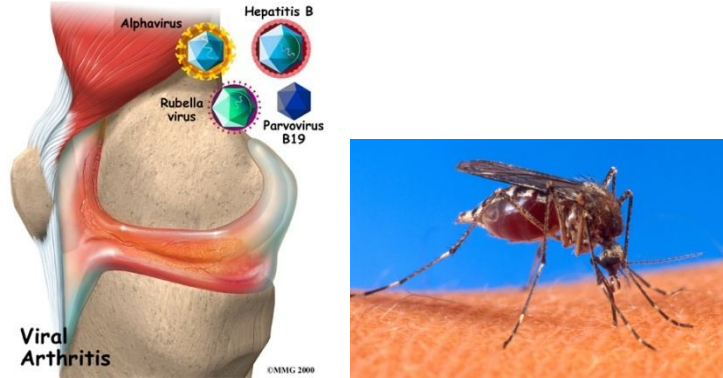 Alphavirus
Hepatitis B
Rubella
virus
Parvovirus
B19
Viral
Arthritis
©MMG 2000